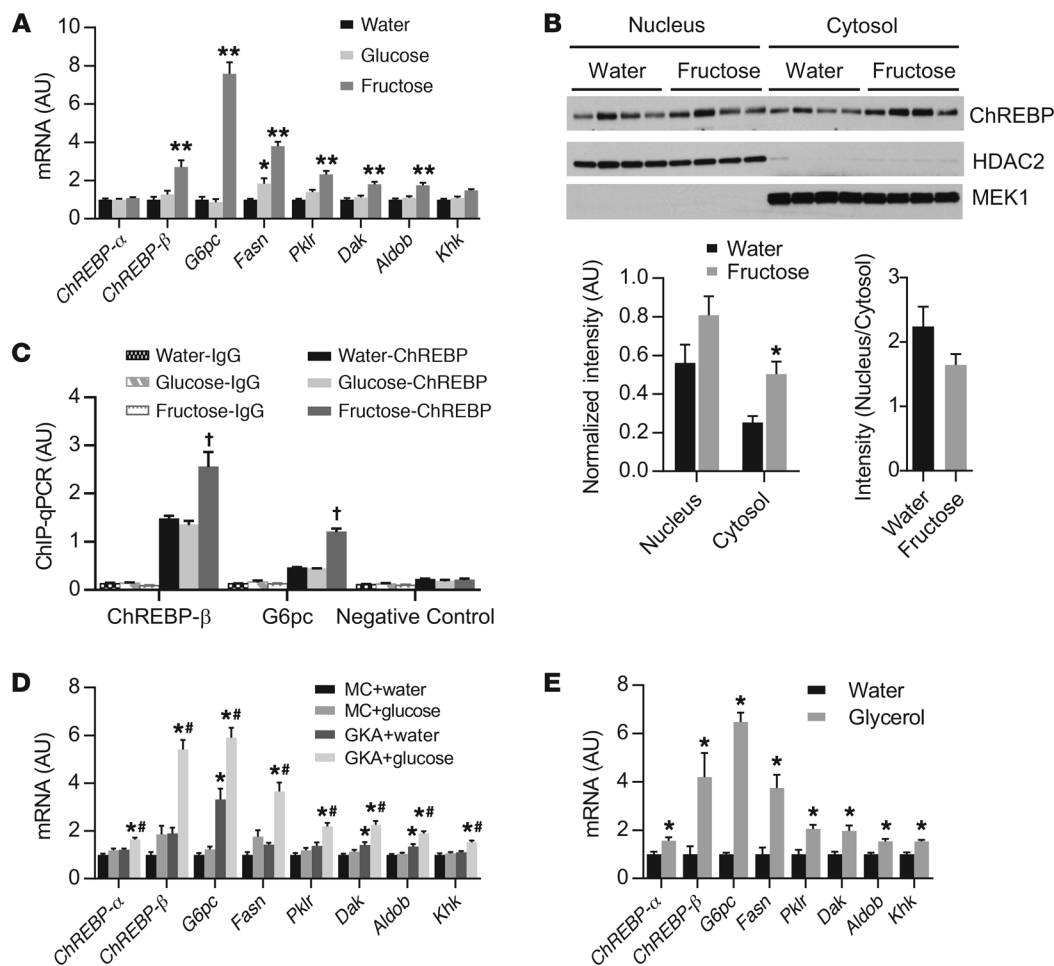 A
mRNA (AU)
10
8
6
4
2
0
Water
Glucose
Fructose
**
**
*
**
**
**
**
ChREBP-α
ChREBP-β
G6pc
Fasn
Pklr
Dak
Aldob
Khk
B
Nucleus
Cytosol
Water
Fructose
Water
Fructose
ChREBP
HDAC2
MEK1
Water
Fructose
Normalized intensity (AU)
1.0
0.8
0.6
0.4
0.2
0.0
*
Nucleus
Cytosol
Intensity (Nucleus/Cytosol)
3
2
1
0
Water
Fructose
C
Water-IgG
Glucose-IgG
Fructose-IgG
Water-ChREBP
Glucose-ChREBP
Fructose-ChREBP
ChIP-qPCR (AU)
4
3
2
1
0
†
†
ChREBP-β
G6pc
Negative Control
D
mRNA (AU)
8
6
4
2
0
MC+water
MC+glucose
GKA+water
GKA+glucose
*#
*#
*
*#
*#
*#
*
*#
*
*#
*#
ChREBP-α
ChREBP-β
G6pc
Fasn
Pklr
Dak
Aldob
Khk
E
mRNA (AU)
8
6
4
2
0
Water
Glycerol
*
*
*
*
*
*
*
*
ChREBP-α
ChREBP-β
G6pc
Fasn
Pklr
Dak
Aldob
Khk